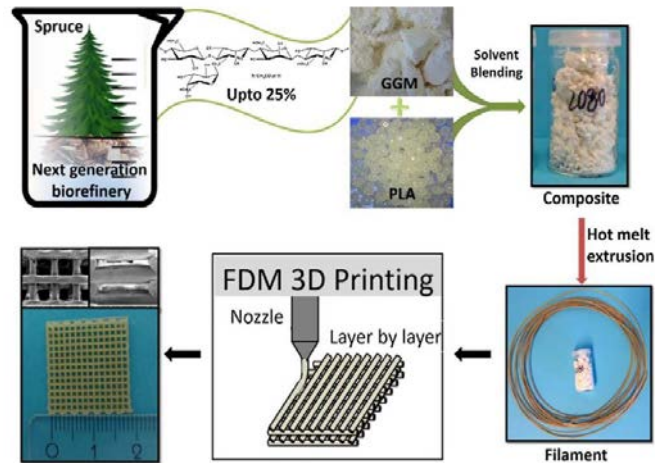 Spruce
Next generation
biorefinery
Upto 25%
GGM
+
PLA
Solvent
Blending
2080
Composite
Hot melt
extrusion
Filament
FDM 3D Printing
Nozzle
Layer by layer
0 1 2